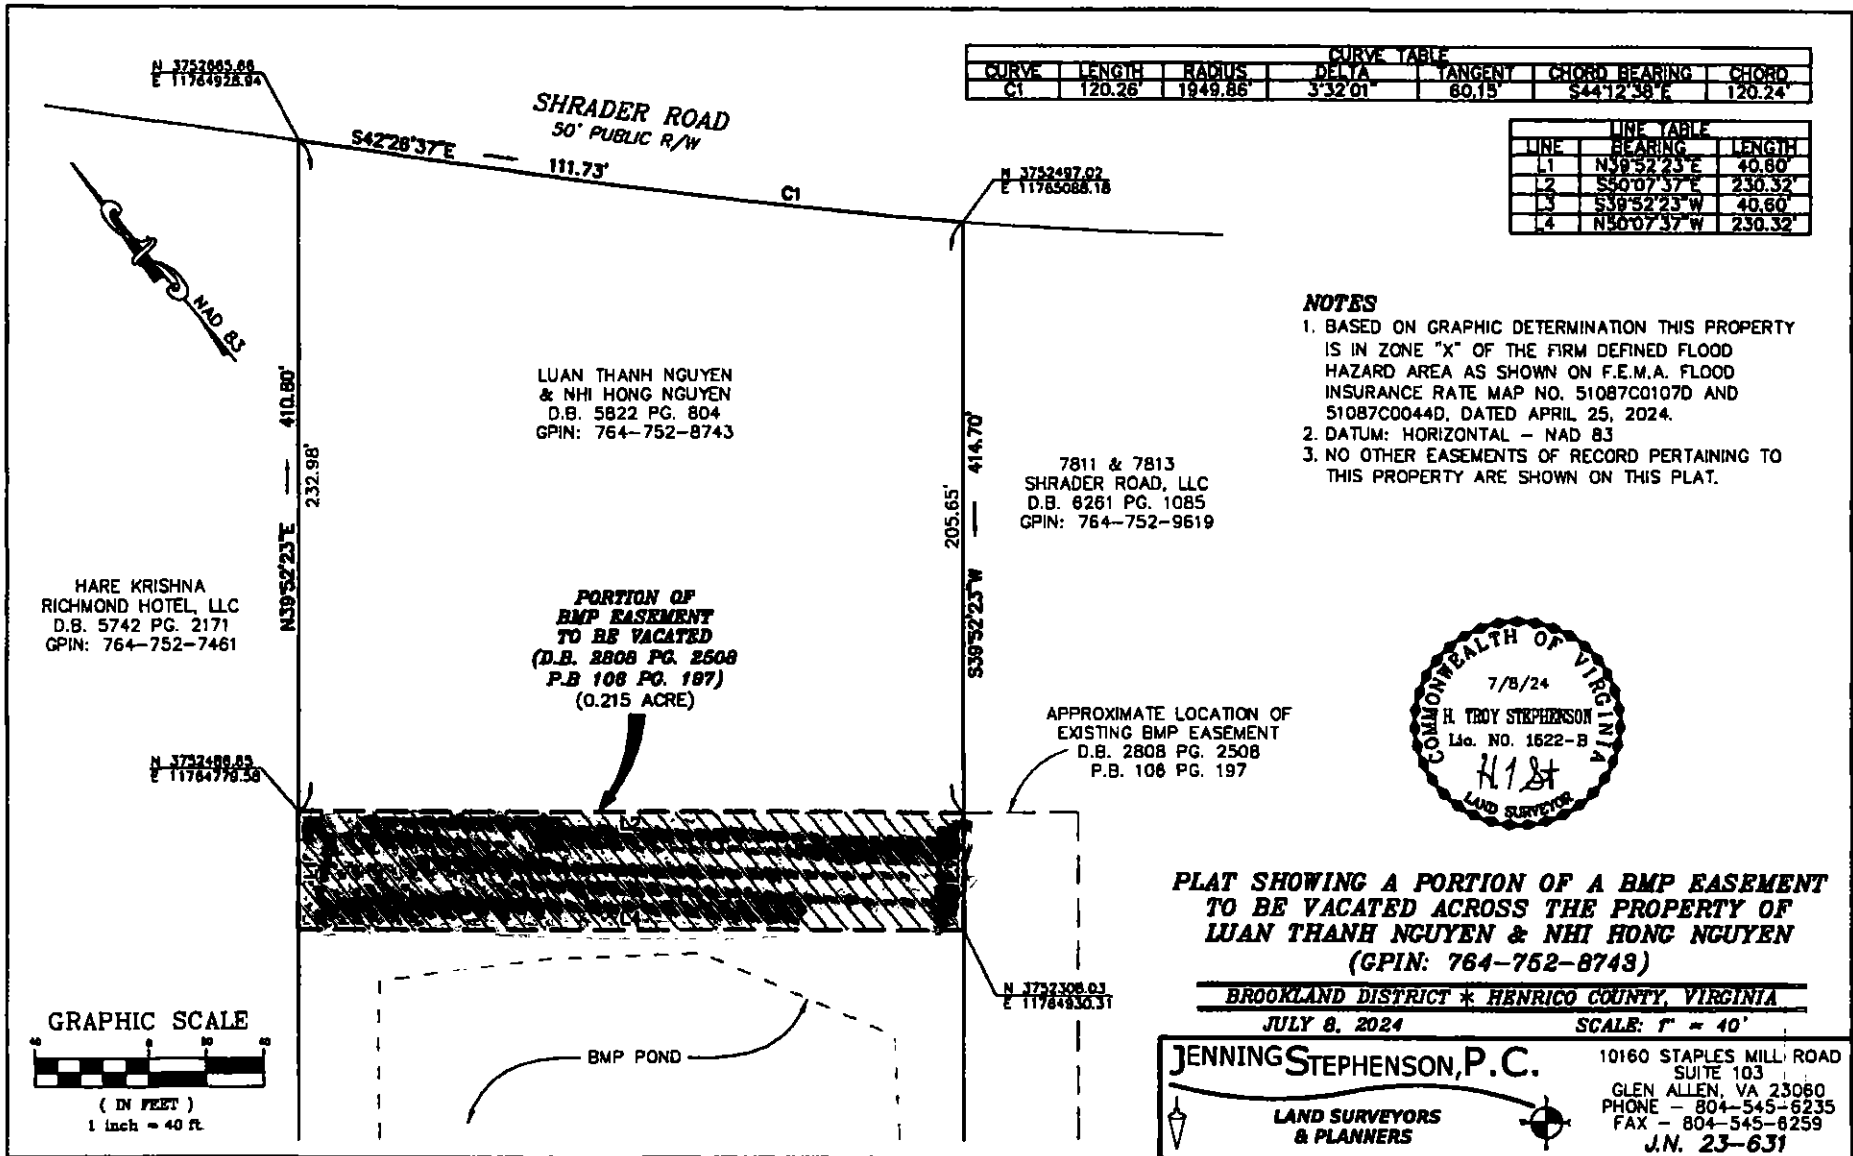 CURVE TABLE
CURVE LENGTH RADIUS DELTA TANGENT CHORD BEARING CHORD
C1 120.26' 1949.86' 3°32'01" 60.15' S44°12'38"E 120.24'
LINE TABLE
LINE BEARING LENGTH
L1 N39°52'23"E 40.60'
L2 S50°07'37"E 230.32'
L3 S39°52'23"W 40.60'
L4 N50°07'37"W 230.32'
N 3752665.66
E 11764928.94
SHRADER ROAD
50' PUBLIC R/W
S42°26'37"E
111.73'
C1
N 3752497.02
E 11765088.18
NAD 83
NOTES
1. BASED ON GRAPHIC DETERMINATION THIS PROPERTY
IS IN ZONE "X" OF THE FIRM DEFINED FLOOD
HAZARD AREA AS SHOWN ON F.E.M.A. FLOOD
INSURANCE RATE MAP NO. 51087C0107D AND
51087C0044D, DATED APRIL 25, 2024.
2. DATUM: HORIZONTAL - NAD 83
3. NO OTHER EASEMENTS OF RECORD PERTAINING TO
THIS PROPERTY ARE SHOWN ON THIS PLAT.
LUAN THANH NGUYEN
& NHI HONG NGUYEN
D.B. 5822 PG. 804
GPIN: 764-752-8743
N39°52'23"E 410.80'
232.98'
S39°52'23"W 414.70'
205.65'
7811 & 7813
SHRADER ROAD, LLC
D.B. 6261 PG. 1085
GPIN: 764-752-9619
HARE KRISHNA
RICHMOND HOTEL, LLC
D.B. 5742 PG. 2171
GPIN: 764-752-7461
PORTION OF
BMP EASEMENT
TO BE VACATED
(D.B. 2808 PG. 2508
P.B 106 PG. 197)
(0.215 ACRE)
COMMONWEALTH OF VIRGINIA
7/8/24
H. TROY STEPHENSON
Lic. NO. 1622-B
LAND SURVEYOR
APPROXIMATE LOCATION OF
EXISTING BMP EASEMENT
D.B. 2808 PG. 2508
P.B. 106 PG. 197
N 3752486.85
E 11764779.58
L2
L1
L4
N 3752308.03
E 11764930.31
BMP POND
GRAPHIC SCALE
( IN FEET )
1 inch = 40 ft.
PLAT SHOWING A PORTION OF A BMP EASEMENT
TO BE VACATED ACROSS THE PROPERTY OF
LUAN THANH NGUYEN & NHI HONG NGUYEN
(GPIN: 764-752-8743)
BROOKLAND DISTRICT * HENRICO COUNTY, VIRGINIA
JULY 8, 2024 SCALE: 1" = 40'
JENNINGSTEPHENSON, P.C.
LAND SURVEYORS
& PLANNERS
10160 STAPLES MILL ROAD
SUITE 103
GLEN ALLEN, VA 23060
PHONE - 804-545-6235
FAX - 804-545-6259
J.N. 23-631